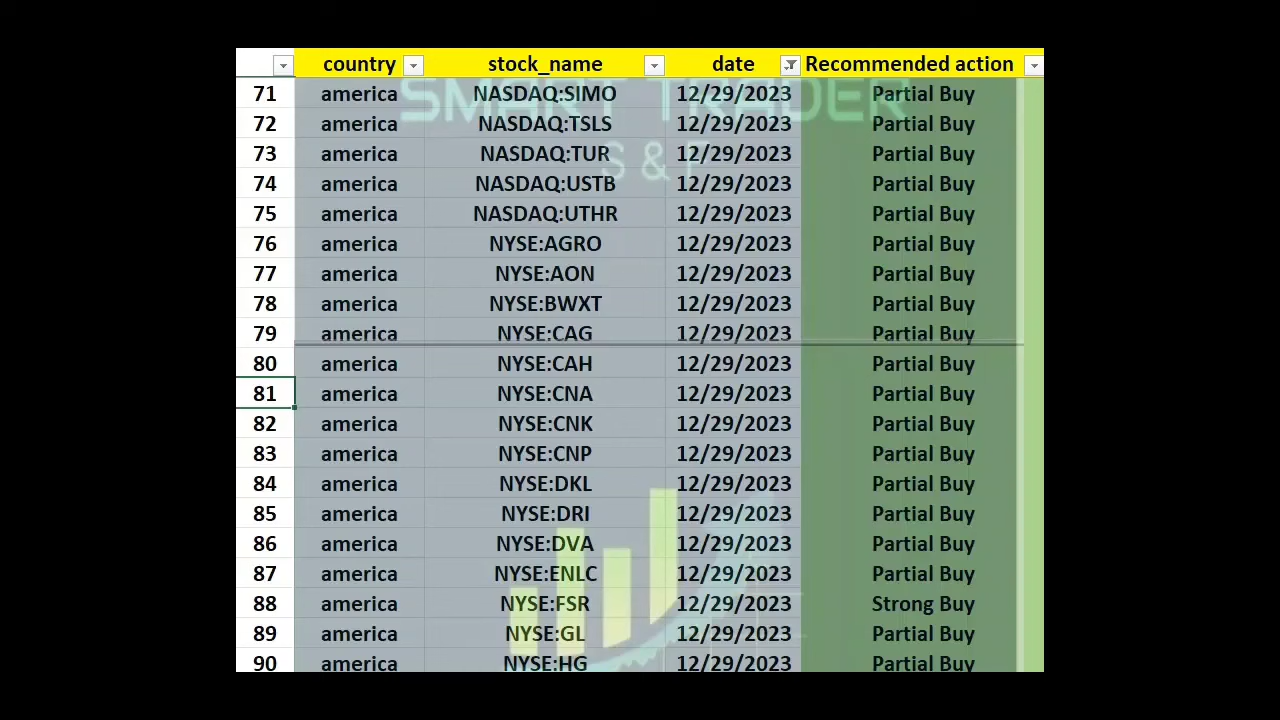 country stock_name date Recommended action
71 america NASDAQ:SIMO 12/29/2023 Partial Buy
72 america NASDAQ:TSLS 12/29/2023 Partial Buy
73 america NASDAQ:TUR 12/29/2023 Partial Buy
74 america NASDAQ:USTB 12/29/2023 Partial Buy
75 america NASDAQ:UTHR 12/29/2023 Partial Buy
76 america NYSE:AGRO 12/29/2023 Partial Buy
77 america NYSE:AON 12/29/2023 Partial Buy
78 america NYSE:BWXT 12/29/2023 Partial Buy
79 america NYSE:CAG 12/29/2023 Partial Buy
80 america NYSE:CAH 12/29/2023 Partial Buy
81 america NYSE:CNA 12/29/2023 Partial Buy
82 america NYSE:CNK 12/29/2023 Partial Buy
83 america NYSE:CNP 12/29/2023 Partial Buy
84 america NYSE:DKL 12/29/2023 Partial Buy
85 america NYSE:DRI 12/29/2023 Partial Buy
86 america NYSE:DVA 12/29/2023 Partial Buy
87 america NYSE:ENLC 12/29/2023 Partial Buy
88 america NYSE:FSR 12/29/2023 Strong Buy
89 america NYSE:GL 12/29/2023 Partial Buy
90 america NYSE:HG 12/29/2023 Partial Buy
SMART TRADER
S & F